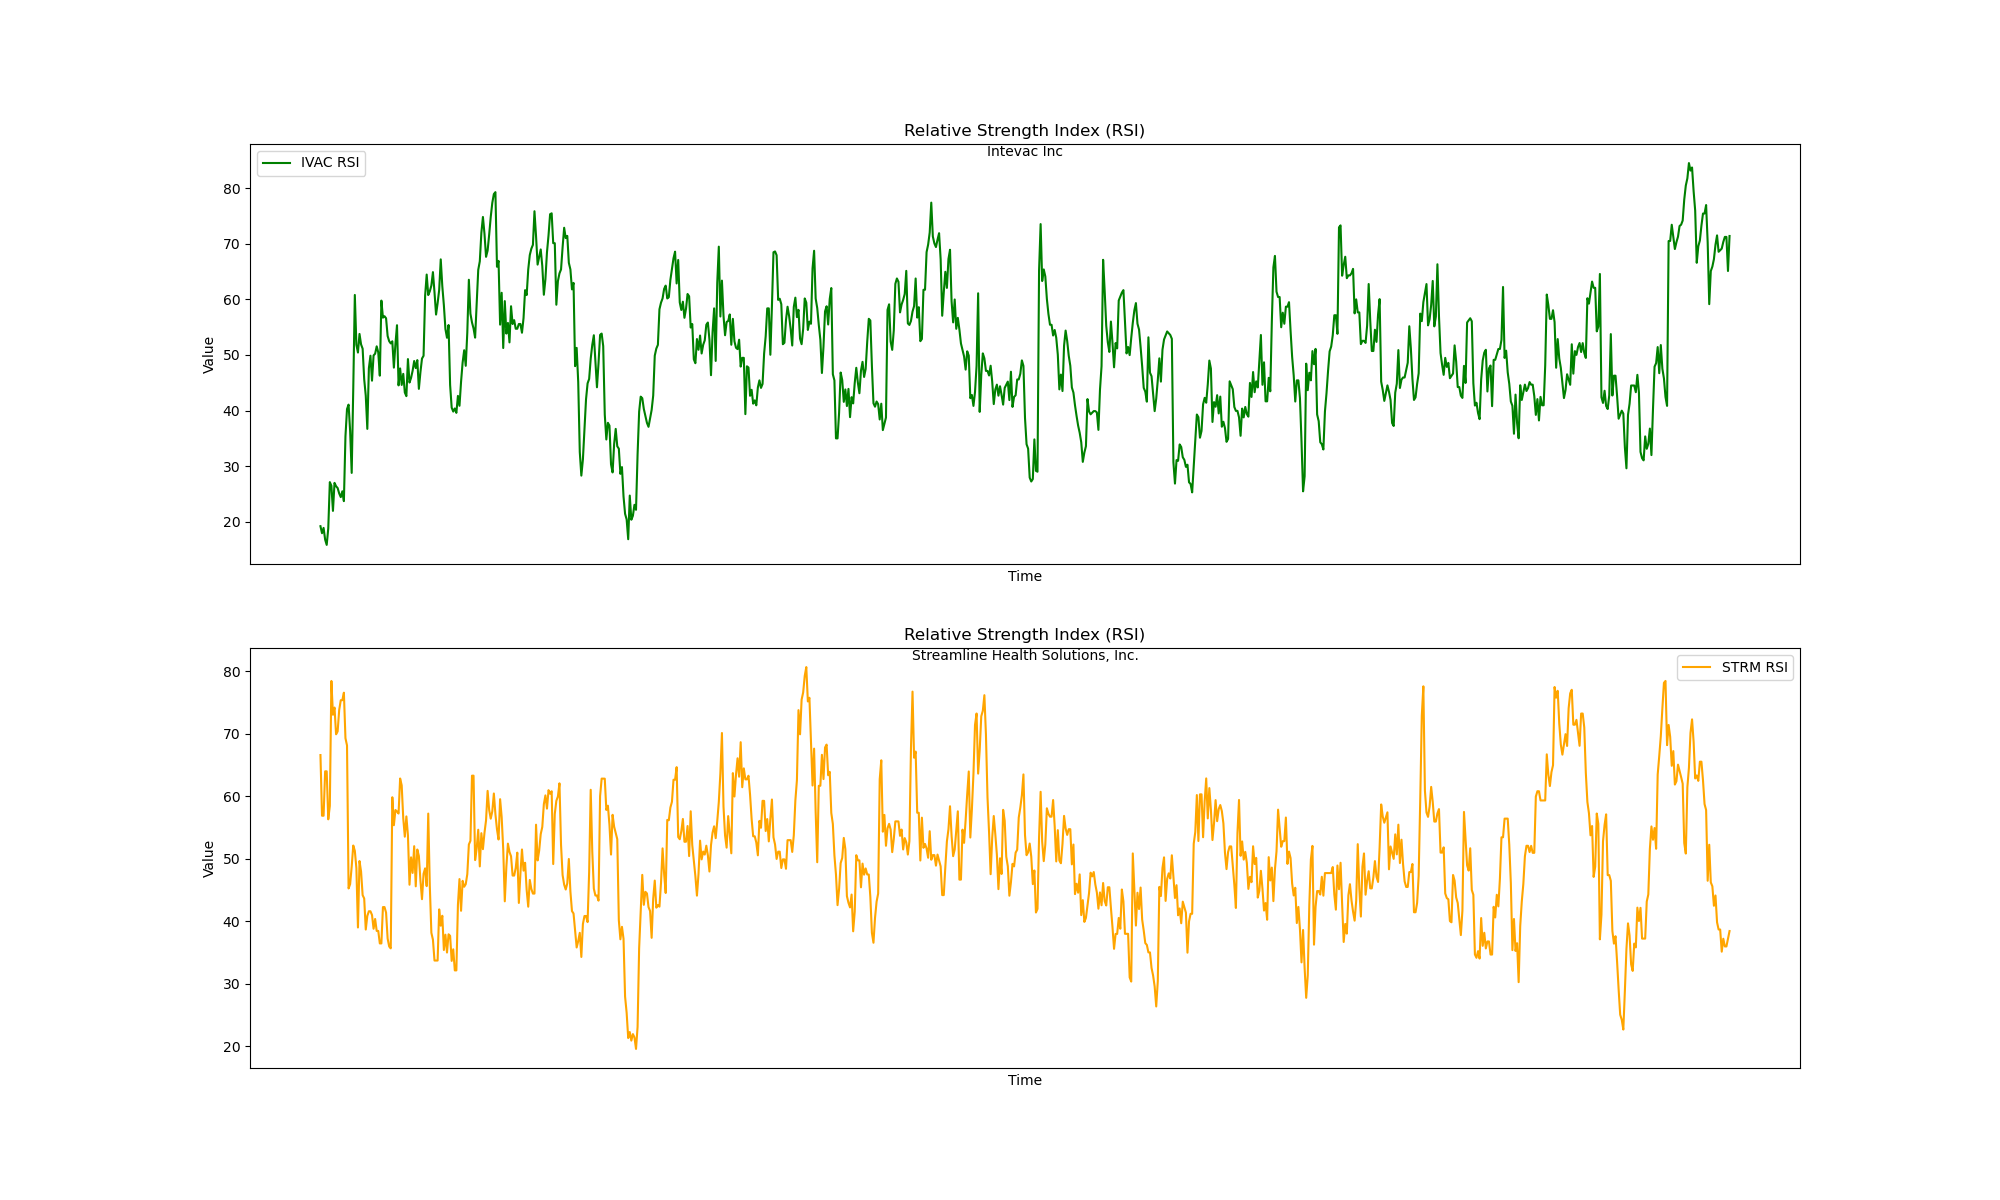 Relative Strength Index (RSI)
Intevac Inc
IVAC RSI
80
70
60
50
40
30
20
Value
Time
Relative Strength Index (RSI)
Streamline Health Solutions, Inc.
STRM RSI
80
70
60
50
40
30
20
Value
Time